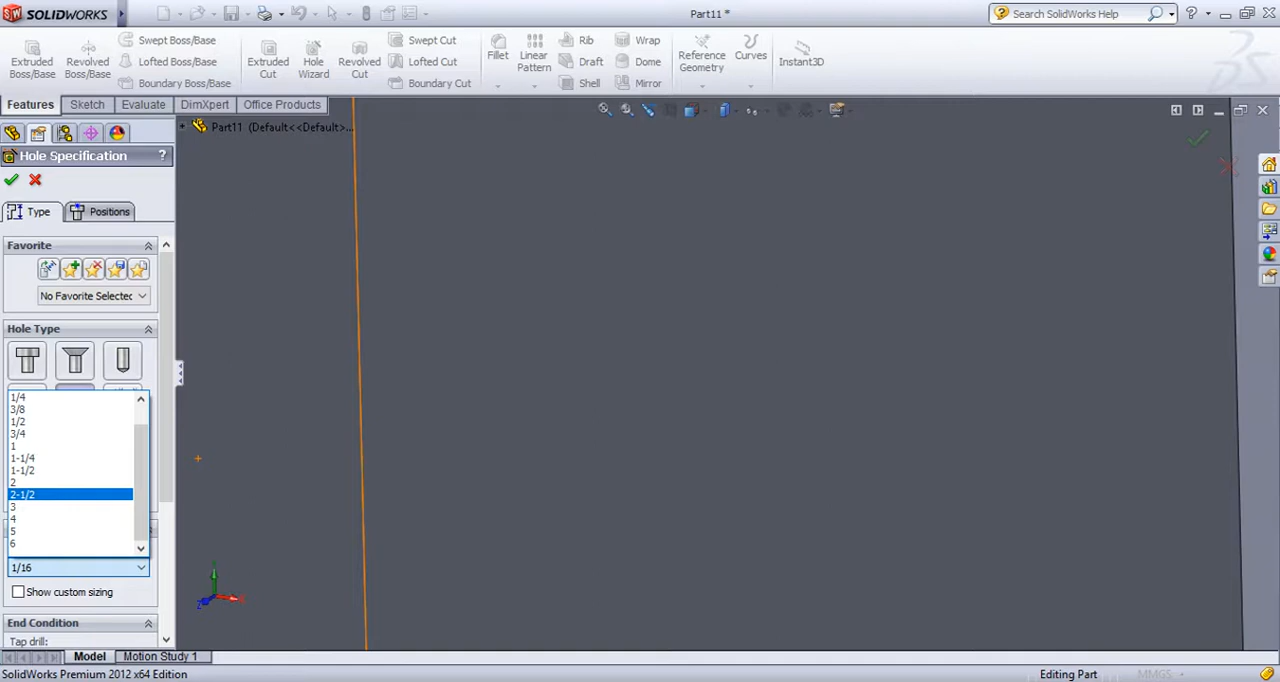 SOLIDWORKS
Part11 *
Search SolidWorks Help
Extruded Boss/Base
Revolved Boss/Base
Swept Boss/Base
Lofted Boss/Base
Boundary Boss/Base
Extruded Cut
Hole Wizard
Revolved Cut
Swept Cut
Lofted Cut
Boundary Cut
Fillet
Linear Pattern
Rib
Draft
Shell
Wrap
Dome
Mirror
Reference Geometry
Curves
Instant3D
Features
Sketch
Evaluate
DimXpert
Office Products
Part11 (Default<<Default>...
Hole Specification
?
Type
Positions
Favorite
No Favorite Selectec
Hole Type
1/4
3/8
1/2
3/4
1
1-1/4
1-1/2
2
2-1/2
3
4
5
6
1/16
Show custom sizing
End Condition
Tap drill:
Model
Motion Study 1
SolidWorks Premium 2012 x64 Edition
Editing Part
MMGS